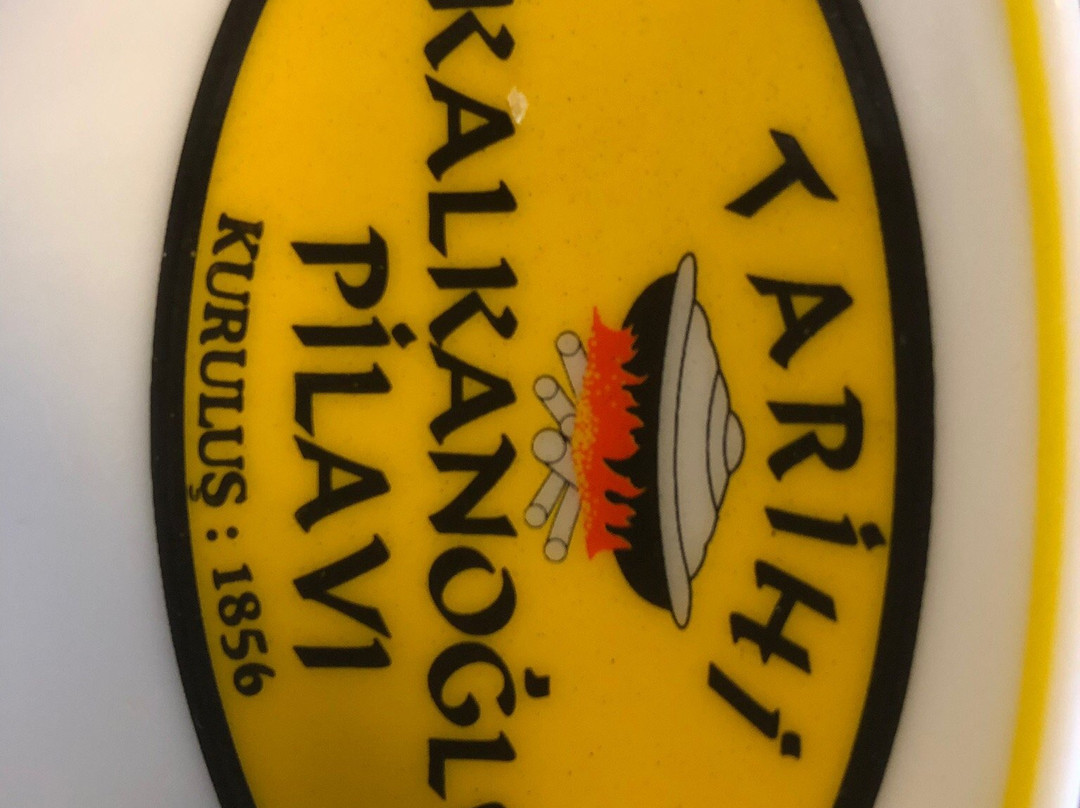 TARİHİ
KALKANOĞL
PİLAVI
KURULUŞ: 1856